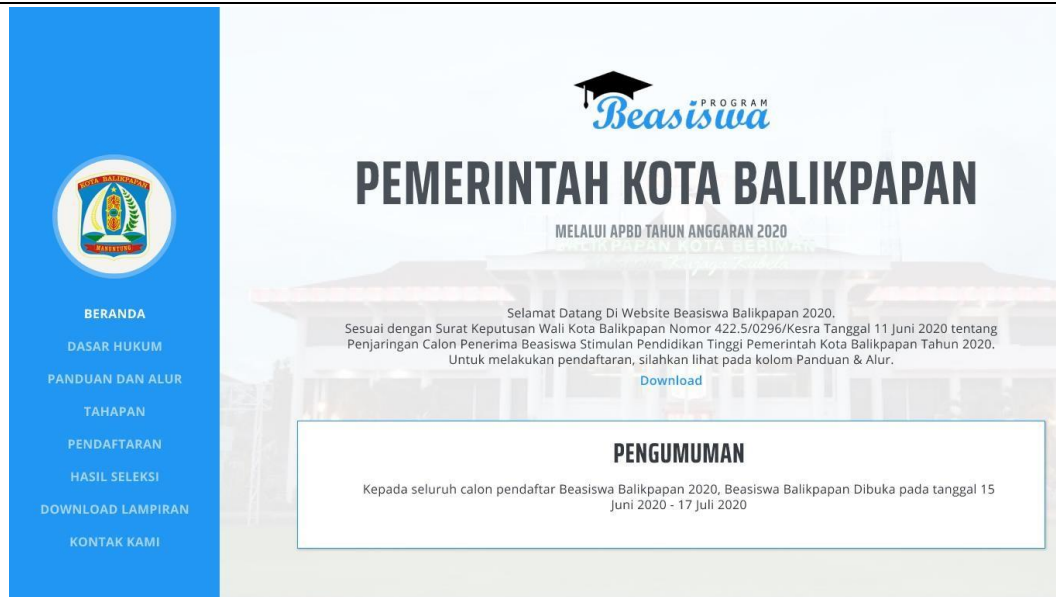 KOTA BALIKPAPAN
MANUNTUNG
BERANDA
DASAR HUKUM
PANDUAN DAN ALUR
TAHAPAN
PENDAFTARAN
HASIL SELEKSI
DOWNLOAD LAMPIRAN
KONTAK KAMI
PROGRAM
Beasiswa
PEMERINTAH KOTA BALIKPAPAN
MELALUI APBD TAHUN ANGGARAN 2020
BALIKPAPAN KOTA BERIMAN
Selamat Datang Di Website Beasiswa Balikpapan 2020.
Sesuai dengan Surat Keputusan Wali Kota Balikpapan Nomor 422.5/0296/Kesra Tanggal 11 Juni 2020 tentang
Penjaringan Calon Penerima Beasiswa Stimulan Pendidikan Tinggi Pemerintah Kota Balikpapan Tahun 2020.
Untuk melakukan pendaftaran, silahkan lihat pada kolom Panduan & Alur.
Download
PENGUMUMAN
Kepada seluruh calon pendaftar Beasiswa Balikpapan 2020, Beasiswa Balikpapan Dibuka pada tanggal 15
Juni 2020 - 17 Juli 2020